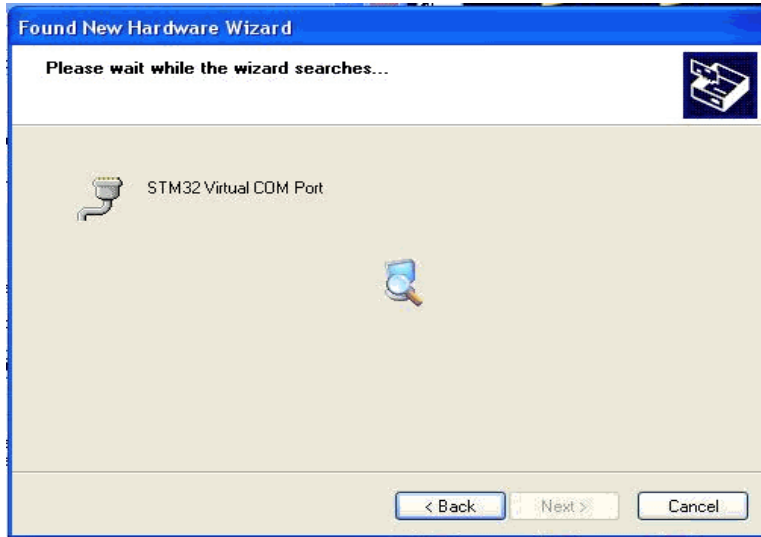 Found New Hardware Wizard
Please wait while the wizard searches...
STM32 Virtual COM Port
< Back
Next >
Cancel